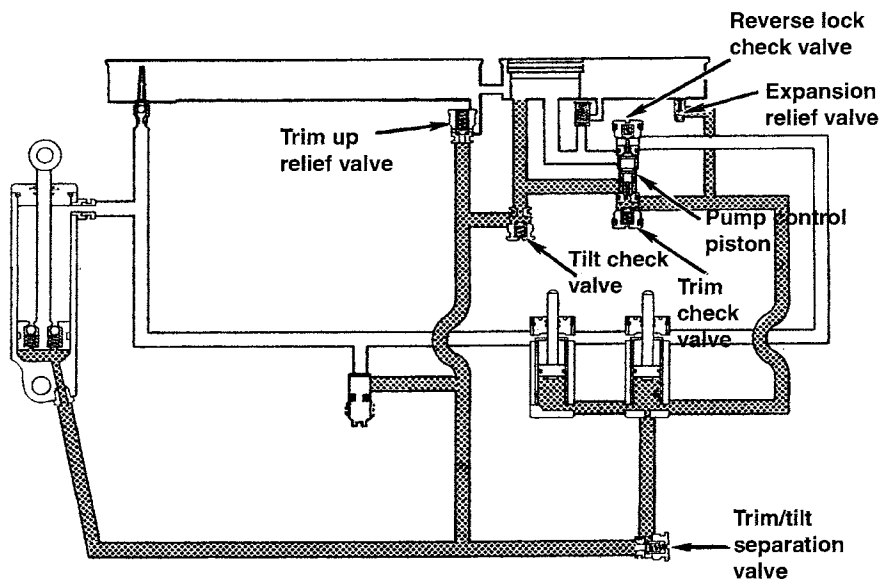 Reverse lock
check valve
Expansion
relief valve
Trim up
relief valve
Pump control
piston
Tilt check
valve
Trim
check
valve
Trim/tilt
separation
valve